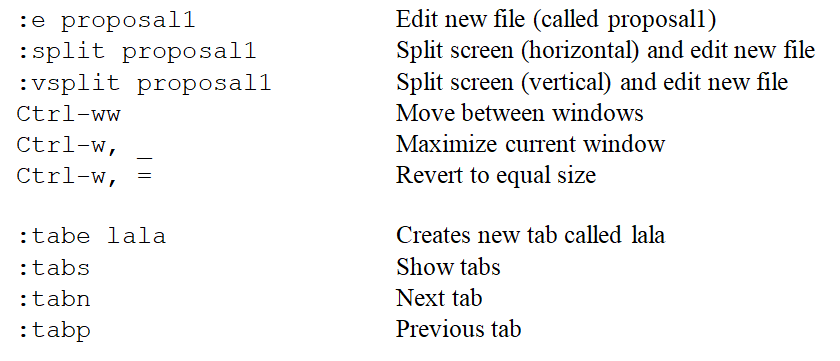 :e proposal1 Edit new file (called proposal1)
:split proposal1 Split screen (horizontal) and edit new file
:vsplit proposal1 Split screen (vertical) and edit new file
Ctrl-ww Move between windows
Ctrl-w, _ Maximize current window
Ctrl-w, = Revert to equal size
:tabe lala Creates new tab called lala
:tabs Show tabs
:tabn Next tab
:tabp Previous tab